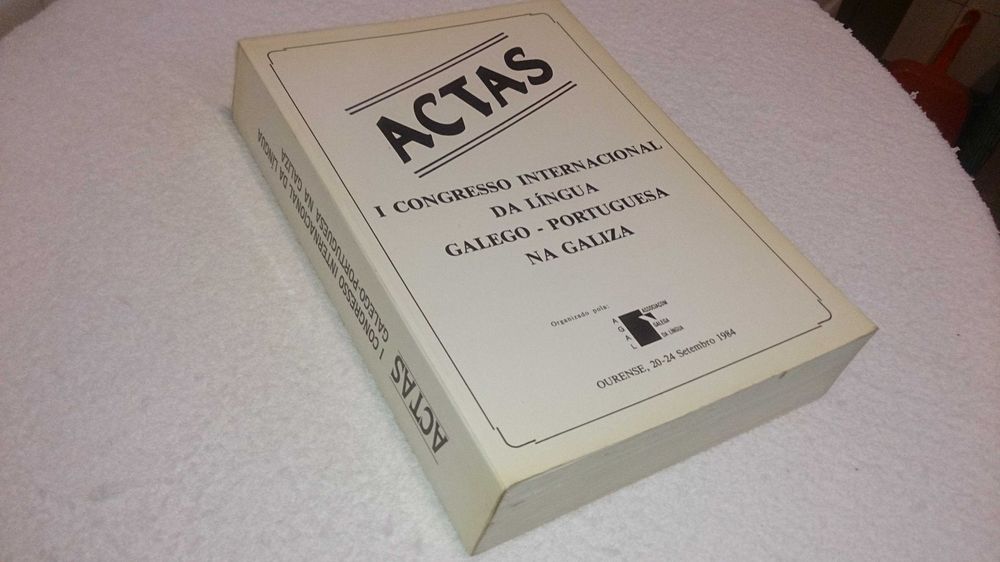 ACTAS
I CONGRESSO INTERNACIONAL
DA LÍNGUA
GALEGO - PORTUGUESA
NA GALIZA
Organizado pola:
A ASSOCIAÇOM
G GALEGA
A
L DA LINGUA
OURENSE, 20-24 Setembro 1984
ACTAS
I CONGRESSO INTERNACIONAL DA LÍNGUA
GALEGO-PORTUGUESA NA GALIZA